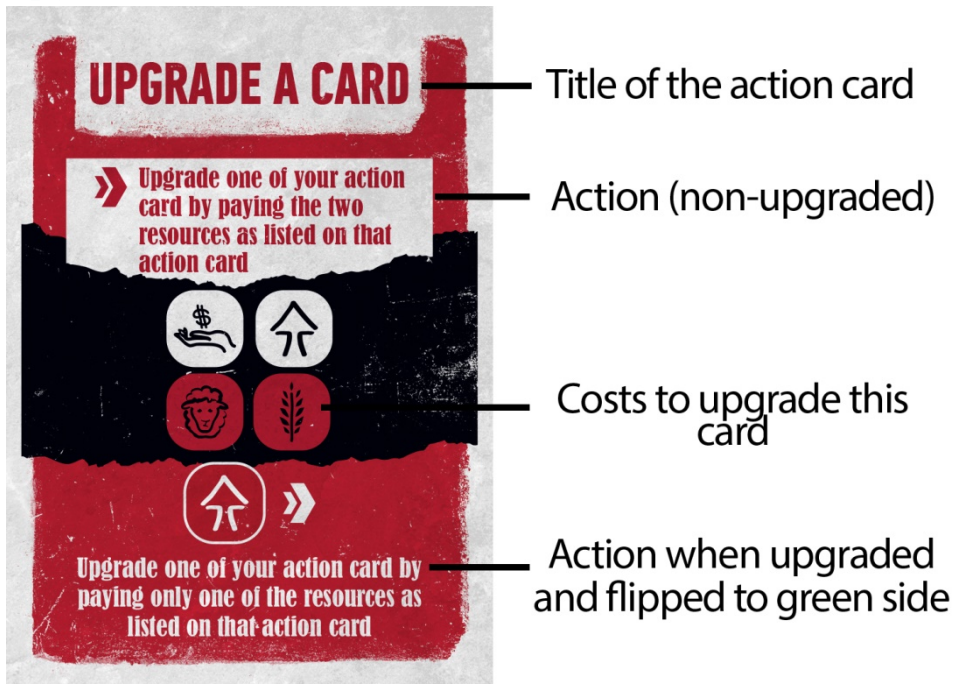 UPGRADE A CARD
Title of the action card
Upgrade one of your action
card by paying the two
resources as listed on that
action card
Action (non-upgraded)
$
Costs to upgrade this
card
Upgrade one of your action card by
paying only one of the resources as
listed on that action card
Action when upgraded
and flipped to green side